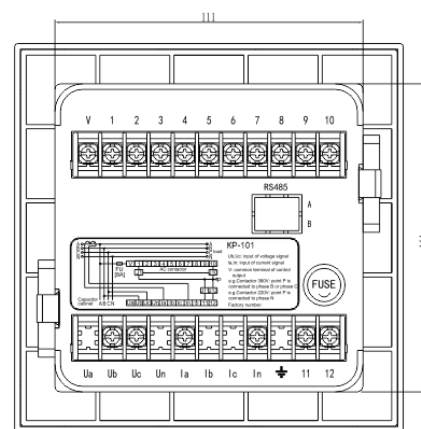 111
V 1 2 3 4 5 6 7 8 9 10
RS485
A
B
KP-101
Ub,Uc: input of voltage signal
Ia,In: input of current signal
V: common terminal of control
output
e.g Contactor 380V: point P is
connected to phase B or phase C
e.g Contactor 220V: point P is
connected to phase N
Factory number:
FU
AC contactor
Capacitor
cabinet
A B C N
FUSE
Ua Ub Uc Un Ia Ib Ic In 11 12